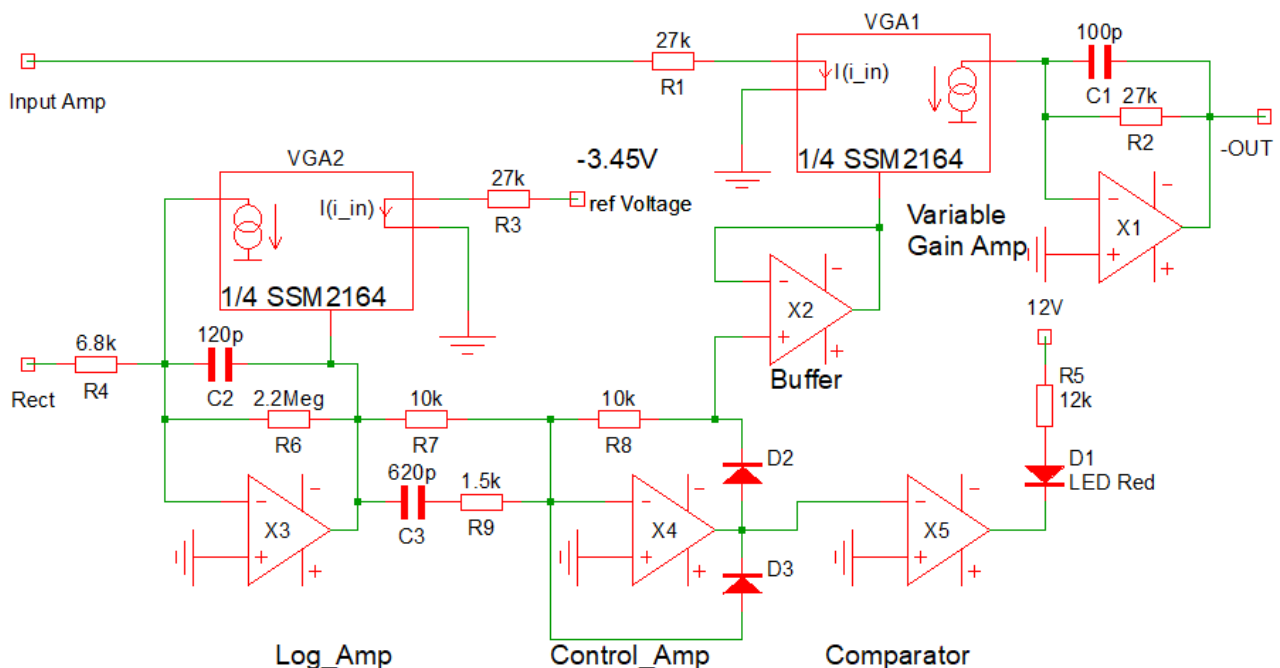 VGA1
27k
100p
I(i_in)
Input Amp
R1
C1
27k
R2
-OUT
VGA2
-3.45V
1/4 SSM2164
27k
I(i_in)
R3
ref Voltage
Variable
Gain Amp
-
X1
+
1/4 SSM2164
-
X2
+
+
12V
6.8k
120p
Rect
R4
C2
Buffer
R5
12k
2.2Meg
10k
10k
R6
R7
R8
D2
D1
LED Red
620p
1.5k
-
-
X3
+
+
C3
R9
-
-
X4
+
+
-
-
X5
+
+
D3
Log_Amp
Control_Amp
Comparator